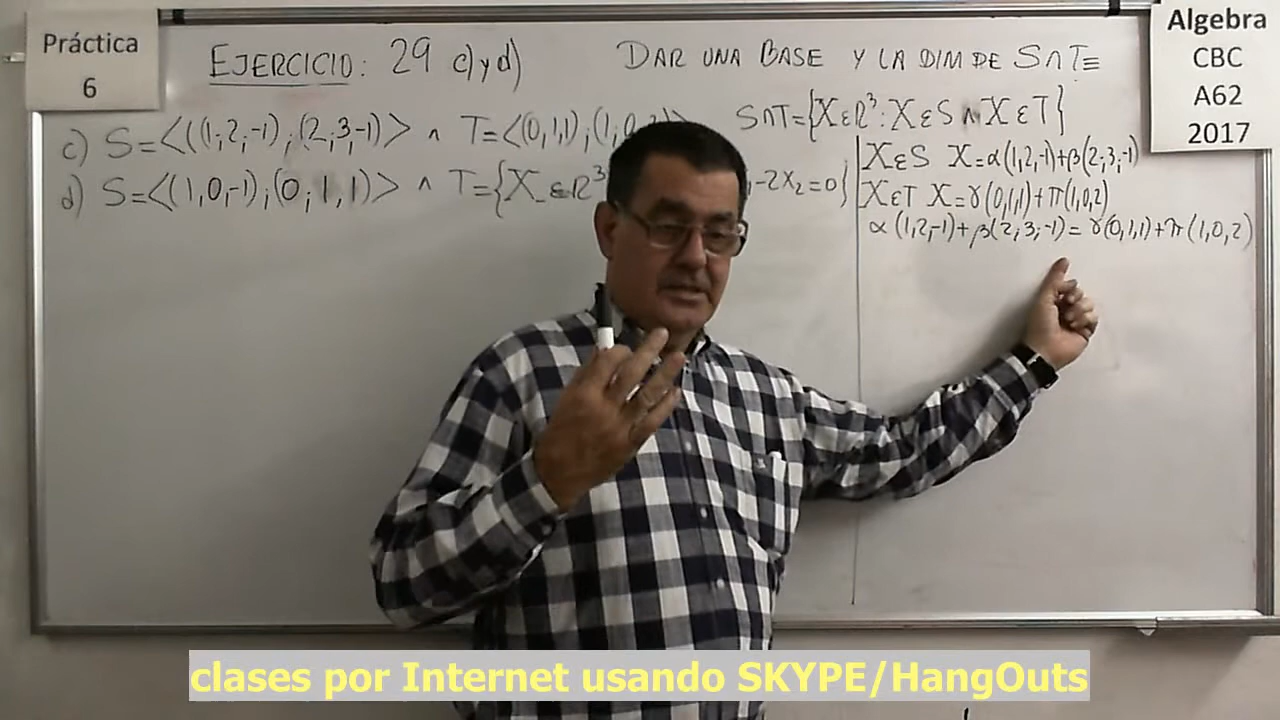 Práctica
6
EJERCICIO: 29 c) y d) DAR UNA BASE Y LA DIM DE S∩T=
Algebra
CBC
A62
2017
c) S=<((1;2;-1);(2;3;-1)> ∧ T=<(0,1,1),(1,0,2)>
d) S=<(1,0,-1);(0;1,1)> ∧ T={X∈R³ -2X₂=0}
S∩T={X∈R³:X∈S ∧ X∈T}
X∈S X=α(1,2,-1)+β(2;3;-1)
X∈T X=γ(0,1,1)+π(1,0,2)
α(1,2,-1)+β(2;3;-1)=γ(0,1,1)+π(1,0,2)
clases por Internet usando SKYPE/HangOuts